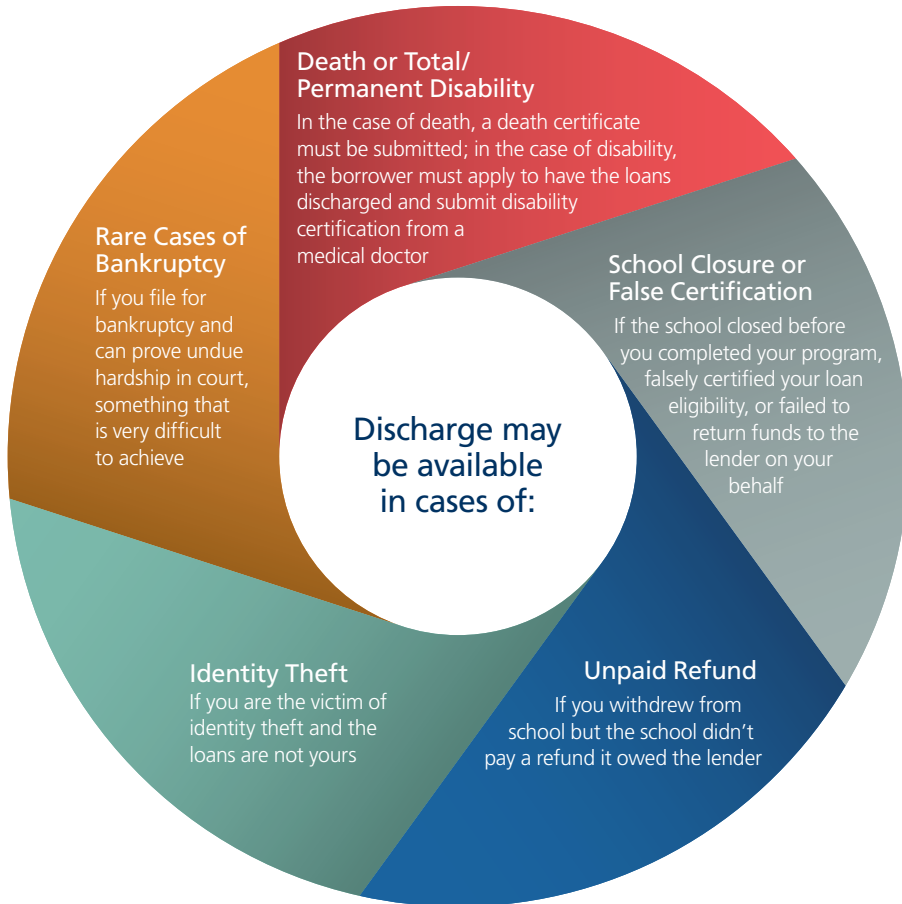 Discharge may
be available
in cases of:
Death or Total/
Permanent Disability
In the case of death, a death certificate
must be submitted; in the case of disability,
the borrower must apply to have the loans
discharged and submit disability
certification from a
medical doctor
School Closure or
False Certification
If the school closed before
you completed your program,
falsely certified your loan
eligibility, or failed to
return funds to the
lender on your
behalf
Unpaid Refund
If you withdrew from
school but the school didn’t
pay a refund it owed the lender
Identity Theft
If you are the victim of
identity theft and the
loans are not yours
Rare Cases of
Bankruptcy
If you file for
bankruptcy and
can prove undue
hardship in court,
something that
is very difficult
to achieve